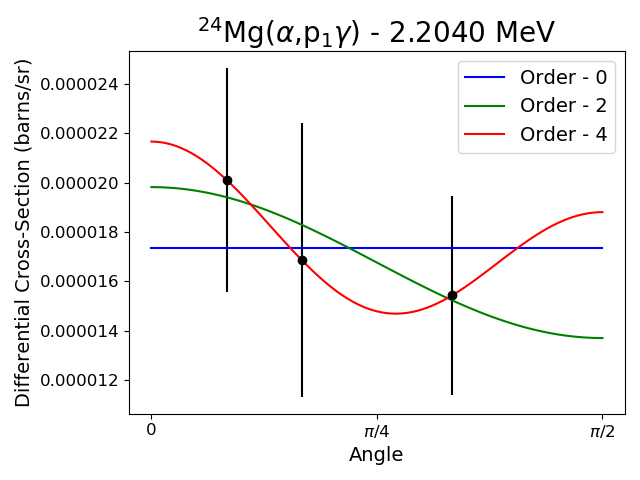 ²⁴Mg(α,p₁γ) - 2.2040 MeV
Differential Cross-Section (barns/sr)
0.000024
0.000022
0.000020
0.000018
0.000016
0.000014
0.000012
Order - 0
Order - 2
Order - 4
0
π/4
π/2
Angle